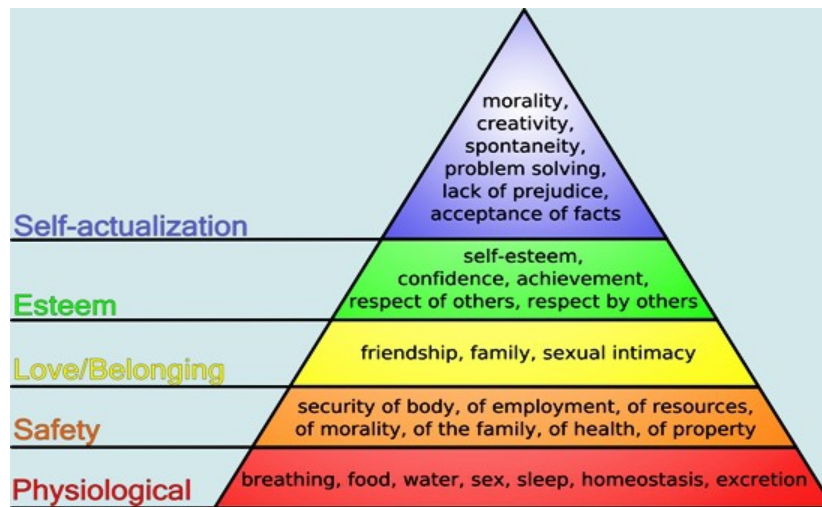 morality,
creativity,
spontaneity,
problem solving,
lack of prejudice,
acceptance of facts
Self-actualization
self-esteem,
confidence, achievement,
respect of others, respect by others
Esteem
friendship, family, sexual intimacy
Love/Belonging
security of body, of employment, of resources,
of morality, of the family, of health, of property
Safety
breathing, food, water, sex, sleep, homeostasis, excretion
Physiological